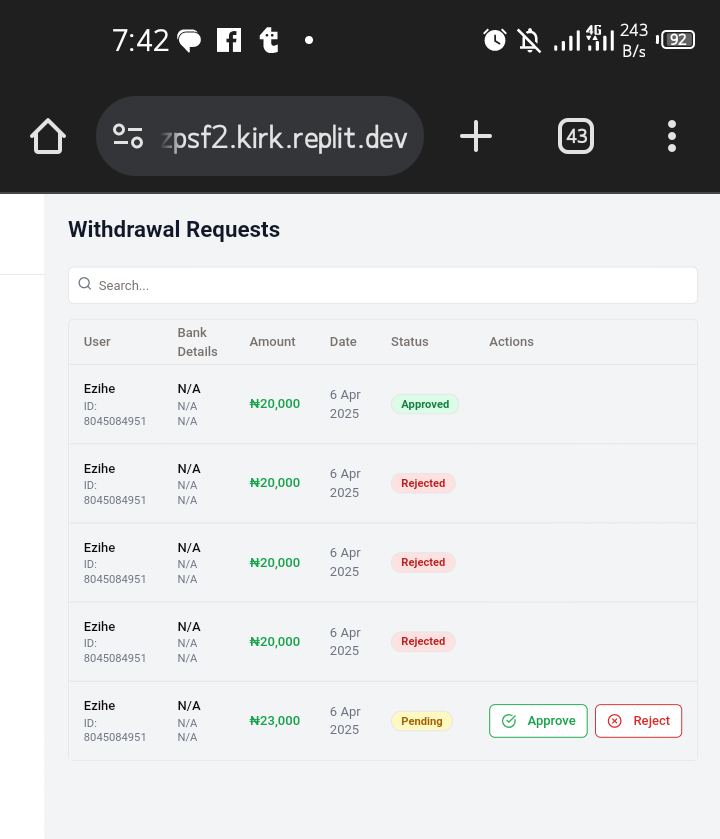 7:42
4G
243
B/s
92
zpsf2.kirk.replit.dev
43
Withdrawal Requests
Search...
User Bank Details Amount Date Status Actions
Ezihe N/A ₦20,000 6 Apr 2025 Approved
ID: N/A
8045084951 N/A
Ezihe N/A ₦20,000 6 Apr 2025 Rejected
ID: N/A
8045084951 N/A
Ezihe N/A ₦20,000 6 Apr 2025 Rejected
ID: N/A
8045084951 N/A
Ezihe N/A ₦20,000 6 Apr 2025 Rejected
ID: N/A
8045084951 N/A
Ezihe N/A ₦23,000 6 Apr 2025 Pending Approve Reject
ID: N/A
8045084951 N/A